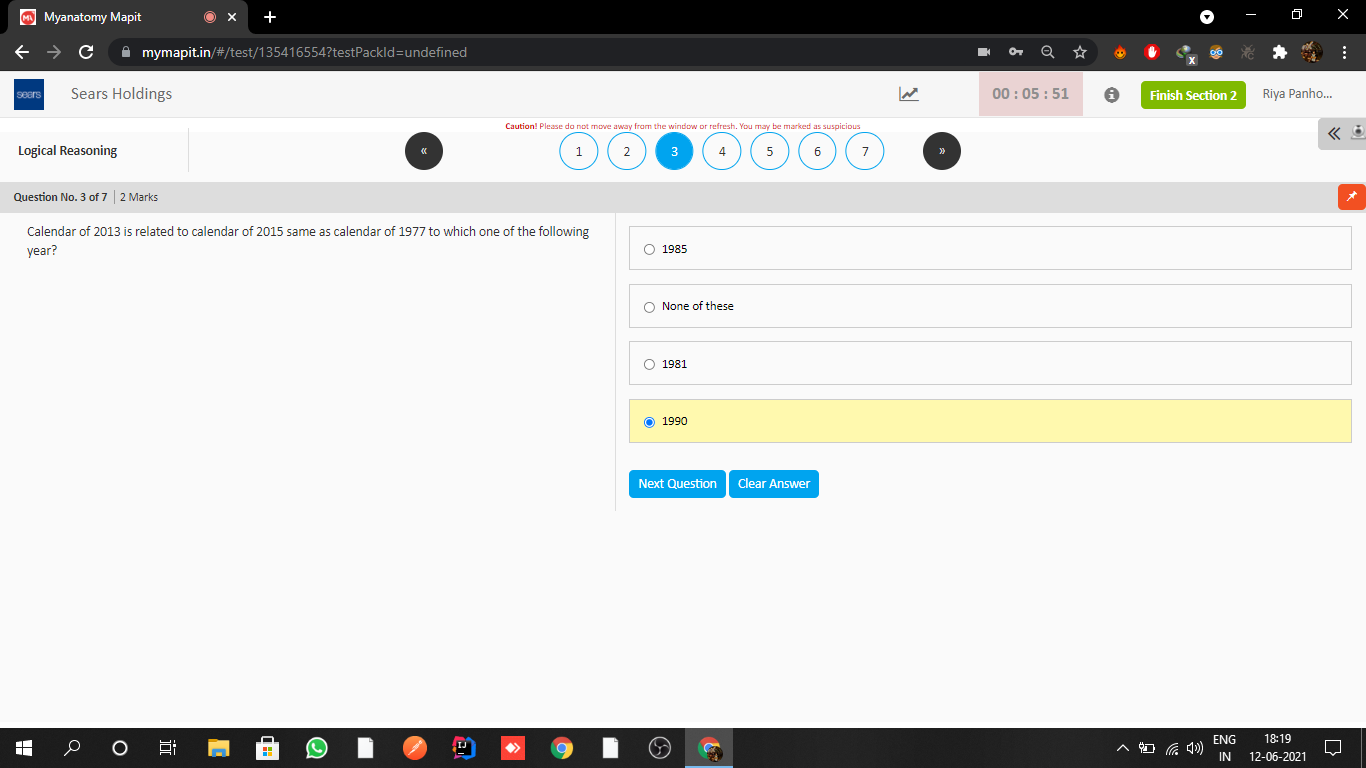 Myanatomy Mapit
mymapit.in/#/test/135416554?testPackId=undefined
sears
Sears Holdings
00 : 05 : 51
Finish Section 2
Riya Panho...
Caution! Please do not move away from the window or refresh, You may be marked as suspicious
Logical Reasoning
«
1
2
3
4
5
6
7
»
Question No. 3 of 7
2 Marks
Calendar of 2013 is related to calendar of 2015 same as calendar of 1977 to which one of the following
year?
1985
None of these
1981
1990
Next Question
Clear Answer
ENG
IN
18:19
12-06-2021